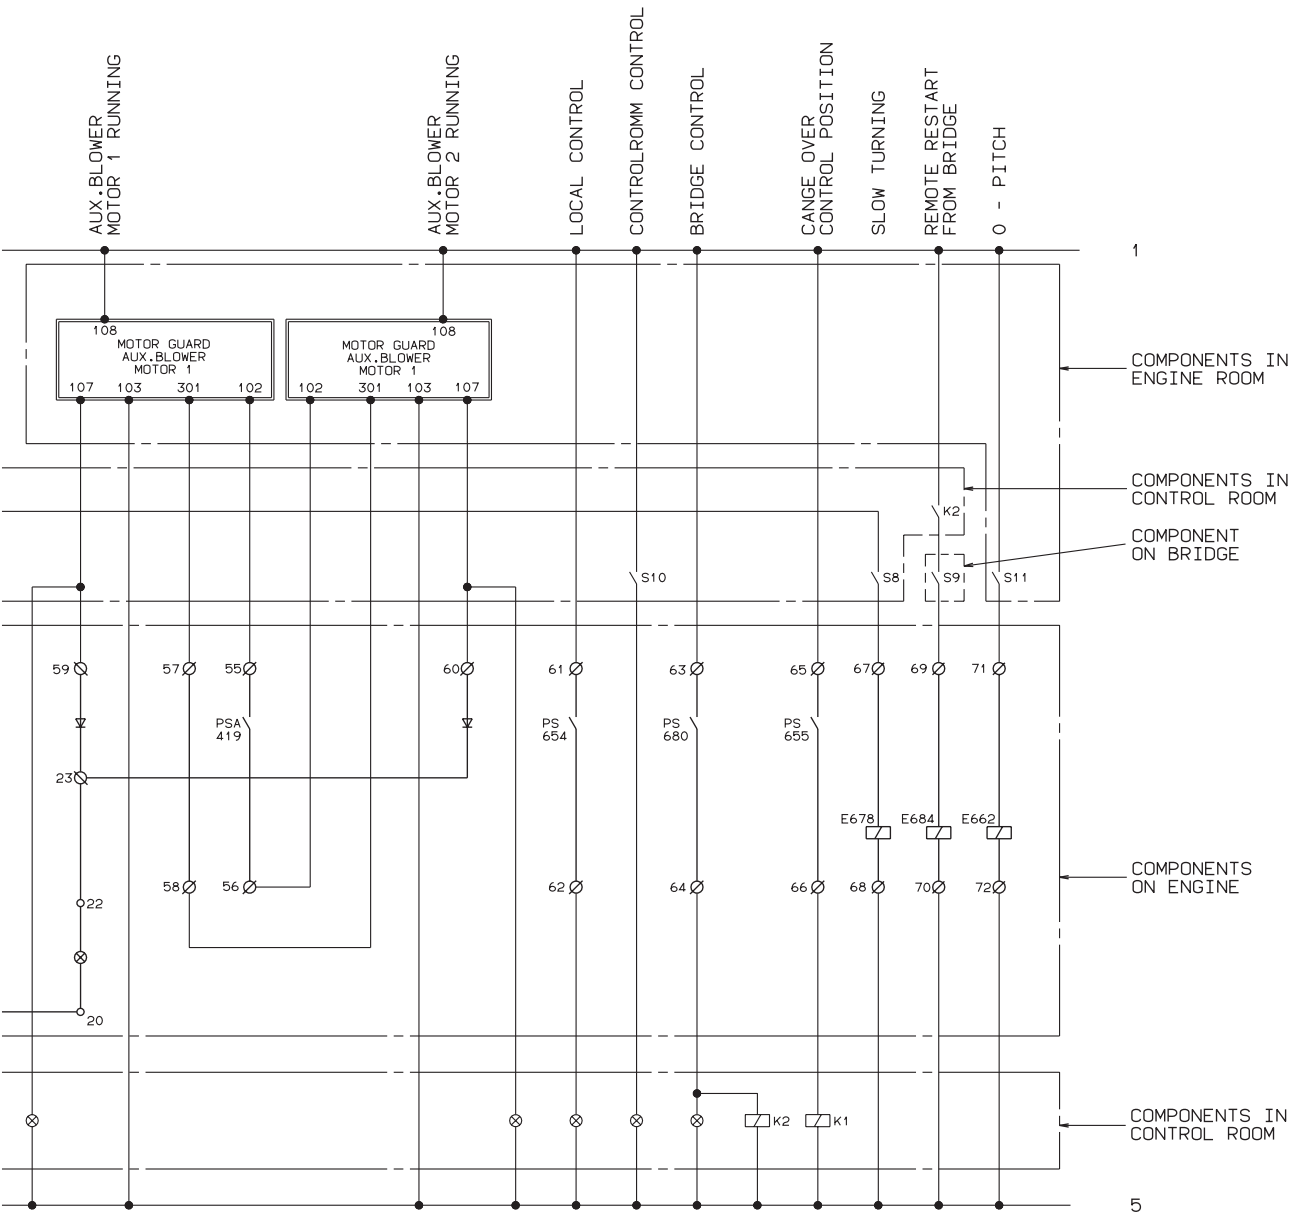 AUX.BLOWER
MOTOR 1 RUNNING
AUX.BLOWER
MOTOR 2 RUNNING
LOCAL CONTROL
CONTROLROMM CONTROL
BRIDGE CONTROL
CANGE OVER
CONTROL POSITION
SLOW TURNING
REMOTE RESTART
FROM BRIDGE
0 - PITCH
1
108
MOTOR GUARD
AUX.BLOWER
MOTOR 1
107 103 301 102
108
MOTOR GUARD
AUX.BLOWER
MOTOR 1
102 301 103 107
COMPONENTS IN
ENGINE ROOM
COMPONENTS IN
CONTROL ROOM
K2
COMPONENT
ON BRIDGE
S10
S8
S9
S11
59
57
55
60
61
63
65
67
69
71
PSA
419
PS
654
PS
680
PS
655
23
E678
E684
E662
58
56
62
64
66
68
70
72
COMPONENTS
ON ENGINE
22
20
K2
K1
COMPONENTS IN
CONTROL ROOM
5